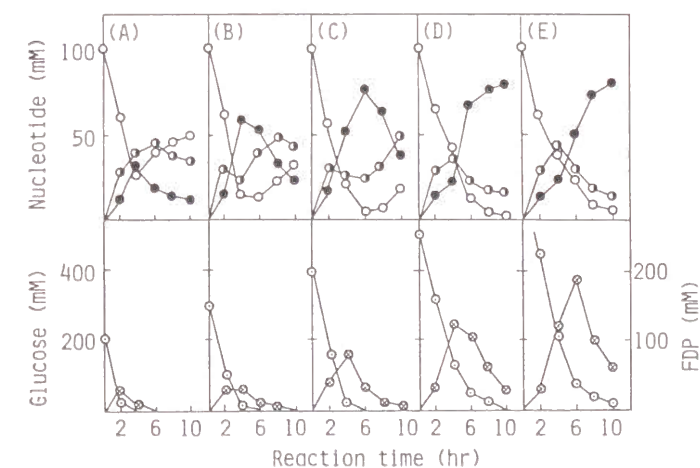 (A) (B) (C) (D) (E)
100
50
Nucleotide (mM)
400
200
Glucose (mM)
200
100
FDP (mM)
2 6 10 2 6 10 2 6 10 2 6 10 2 6 10
Reaction time (hr)